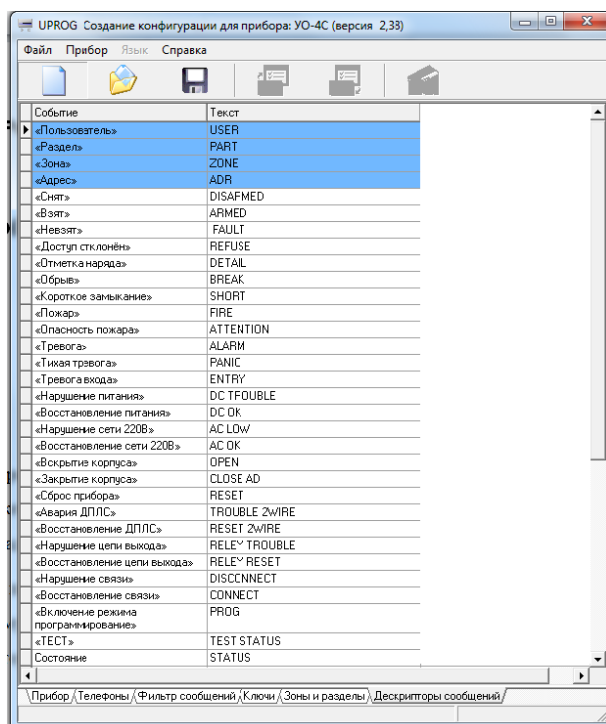 UPROG Создание конфигурации для прибора: УО-4С (версия 2,33)
Файл Прибор Язык Справка
Событие Текст
«Пользователь» USER
«Раздел» PART
«Зона» ZONE
«Адрес» ADR
«Снят» DISAFMED
«Взят» ARMED
«Невзят» FAULT
«Доступ стклонён» REFUSE
«Отметка наряда» DETAIL
«Обрыв» BREAK
«Короткое замыкание» SHORT
«Пожар» FIRE
«Опасность пожара» ATTENTION
«Тревога» ALARM
«Тихая тревога» PANIC
«Тревога входа» ENTRY
«Нарушение питания» DC TFOUBLE
«Восстановление питания» DC OK
«Нарушение сети 220В» AC LOW
«Восстановление сети 220В» AC OK
«Вскрытие корпуса» OPEN
«Закрытие корпуса» CLOSE AD
«Сброс прибора» RESET
«Авария ДПЛС» TROUBLE 2WIRE
«Восстановление ДПЛС» RESET 2WIRE
«Нарушение цепи выхода» RELEY TROUBLE
«Восстановление цепи выхода» RELEY RESET
«Нарушение связи» DISCCNNECT
«Восстановление связи» CONNECT
«Включение режима PROG
программирование»
«ТЕСТ» TEST STATUS
Состояние STATUS
Прибор Телефоны Фильтр сообщений Ключи Зоны и разделы Дескрипторы сообщений